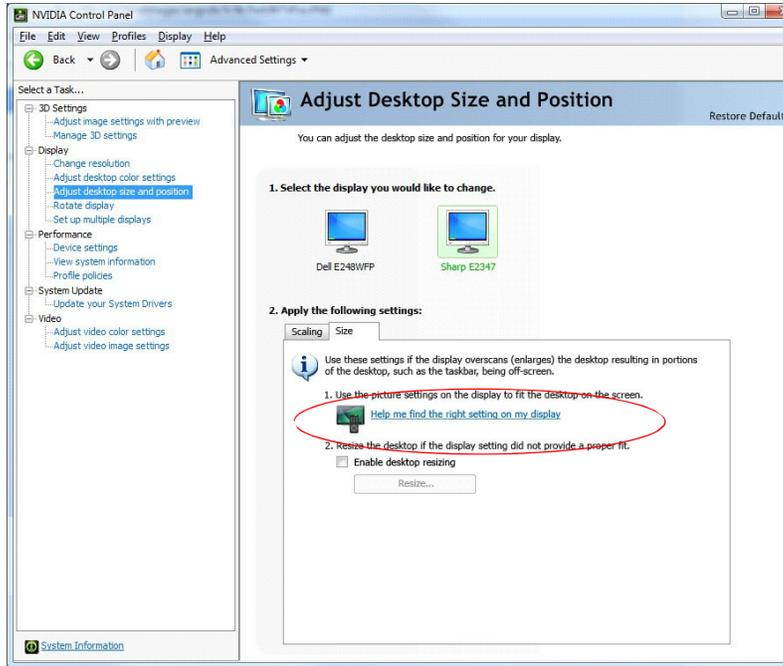 NVIDIA Control Panel
File Edit View Profiles Display Help
Back Advanced Settings
Select a Task...
3D Settings
Adjust image settings with preview
Manage 3D settings
Display
Change resolution
Adjust desktop color settings
Adjust desktop size and position
Rotate display
Set up multiple displays
Performance
Device settings
View system information
Profile policies
System Update
Update your System Drivers
Video
Adjust video color settings
Adjust video image settings
System Information
Adjust Desktop Size and Position
Restore Default
You can adjust the desktop size and position for your display.
1. Select the display you would like to change.
Dell E248WFP Sharp E2347
2. Apply the following settings:
Scaling Size
Use these settings if the display overscans (enlarges) the desktop resulting in portions
of the desktop, such as the taskbar, being off-screen.
1. Use the picture settings on the display to fit the desktop on the screen.
Help me find the right setting on my display
2. Resize the desktop if the display setting did not provide a proper fit.
Enable desktop resizing
Resize...